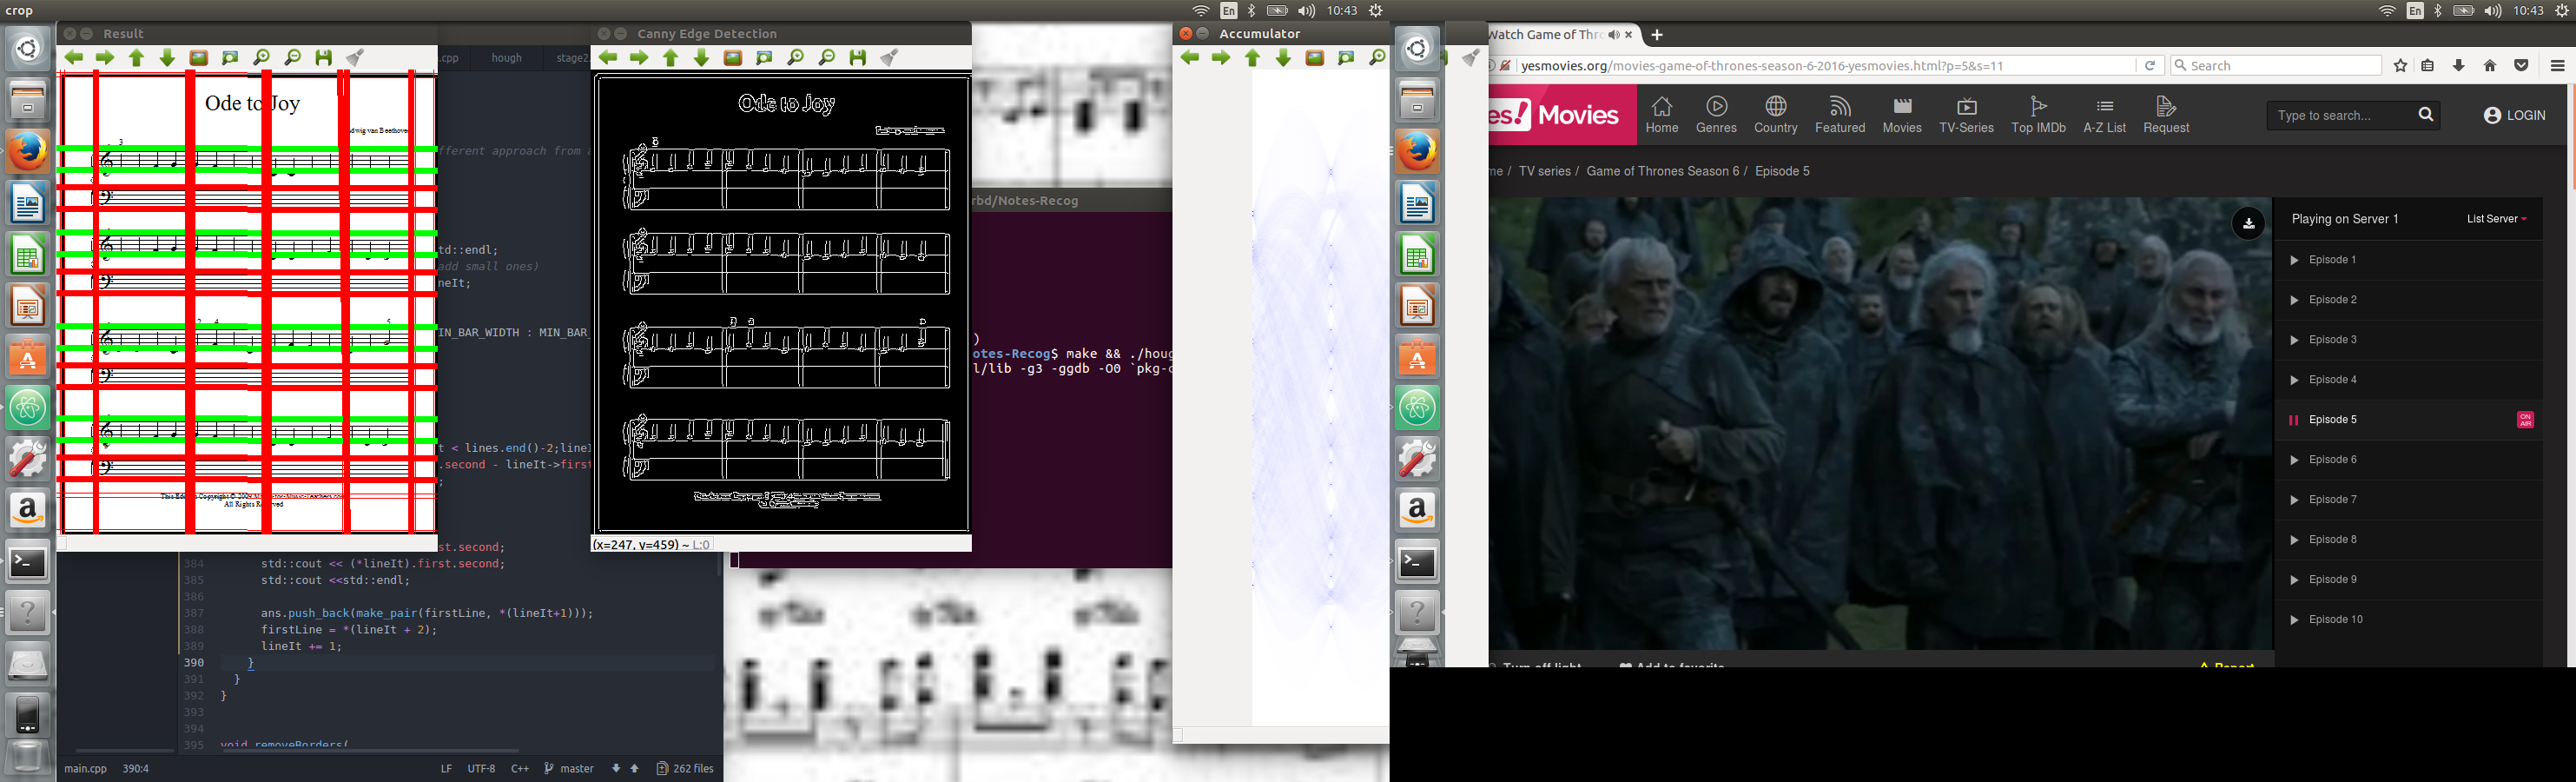 crop
En
10:43
En
10:43
Result
Canny Edge Detection
Accumulator
Watch Game of Thr
yesmovies.org/movies-game-of-thrones-season-6-2016-yesmovies.html?p=5&s=11
Search
.cpp
hough
stage2
Ode to Joy
Ode to Joy
es! Movies
Home
Genres
Country
Featured
Movies
TV-Series
Top IMDb
A-Z List
Request
Type to search...
LOGIN
TV series / Game of Thrones Season 6 / Episode 5
fferent approach from
rbd/Notes-Recog
Playing on Server 1
List Server
td::endl;
add small ones)
neIt;
IN_BAR_WIDTH : MIN_BAR_
)
otes-Recog$ make && ./houg
l/lib -g3 -ggdb -O0 `pkg-c
t < lines.end()-2;lineI
.second - lineIt->first
;
All Rights Reserved
(x=247, y=459) ~ L:0
st.second;
384 std::cout << (*lineIt).first.second;
385 std::cout <<std::endl;
386
387 ans.push_back(make_pair(firstLine, *(lineIt+1)));
388 firstLine = *(lineIt + 2);
389 lineIt += 1;
390 }
391 }
392 }
393
394
395 void removeBorders(
main.cpp 390:4
LF UTF-8 C++ master 262 files
Episode 1
Episode 2
Episode 3
Episode 4
Episode 5
ON AIR
Episode 6
Episode 7
Episode 8
Episode 9
Episode 10
Turn off light
Add to favorite
Report